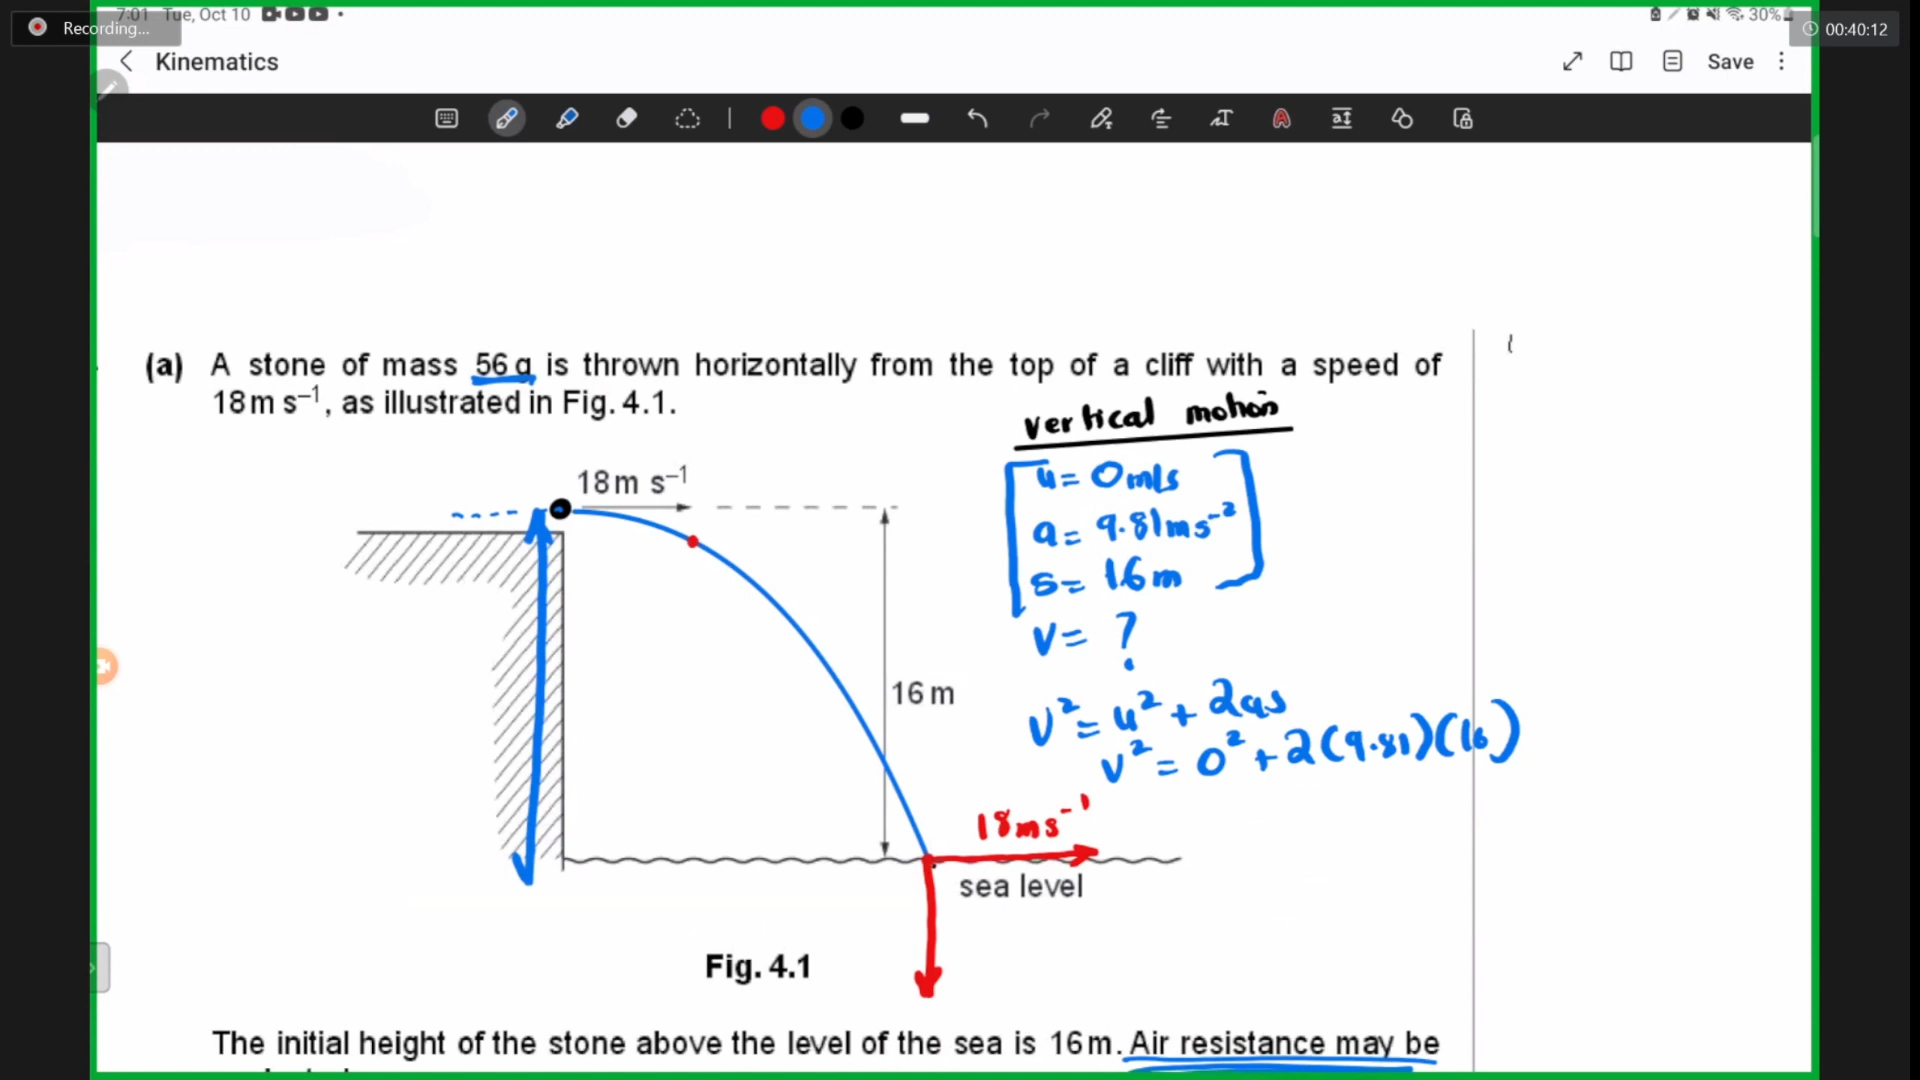 Recording...
7:01 Tue, Oct 10
30%
00:40:12
Kinematics
Save
(a) A stone of mass 56 g is thrown horizontally from the top of a cliff with a speed of
18 m s⁻¹, as illustrated in Fig. 4.1.
vertical motion
u = 0 m/s
a = 9.81 ms⁻²
s = 16 m
v = ?
v² = u² + 2as
v² = 0² + 2(9.81)(16)
18 m s⁻¹
16 m
18 ms⁻¹
sea level
Fig. 4.1
The initial height of the stone above the level of the sea is 16 m. Air resistance may be